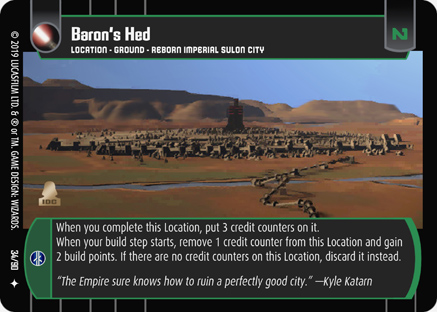 Baron's Hed
LOCATION - GROUND - REBORN IMPERIAL SULON CITY
N
© 2019 LUCASFILM LTD. & ® or TM. GAME DESIGN: WIZARDS.
IDC
34/90
When you complete this Location, put 3 credit counters on it.
When your build step starts, remove 1 credit counter from this Location and gain
2 build points. If there are no credit counters on this Location, discard it instead.
“The Empire sure knows how to ruin a perfectly good city.” —Kyle Katarn